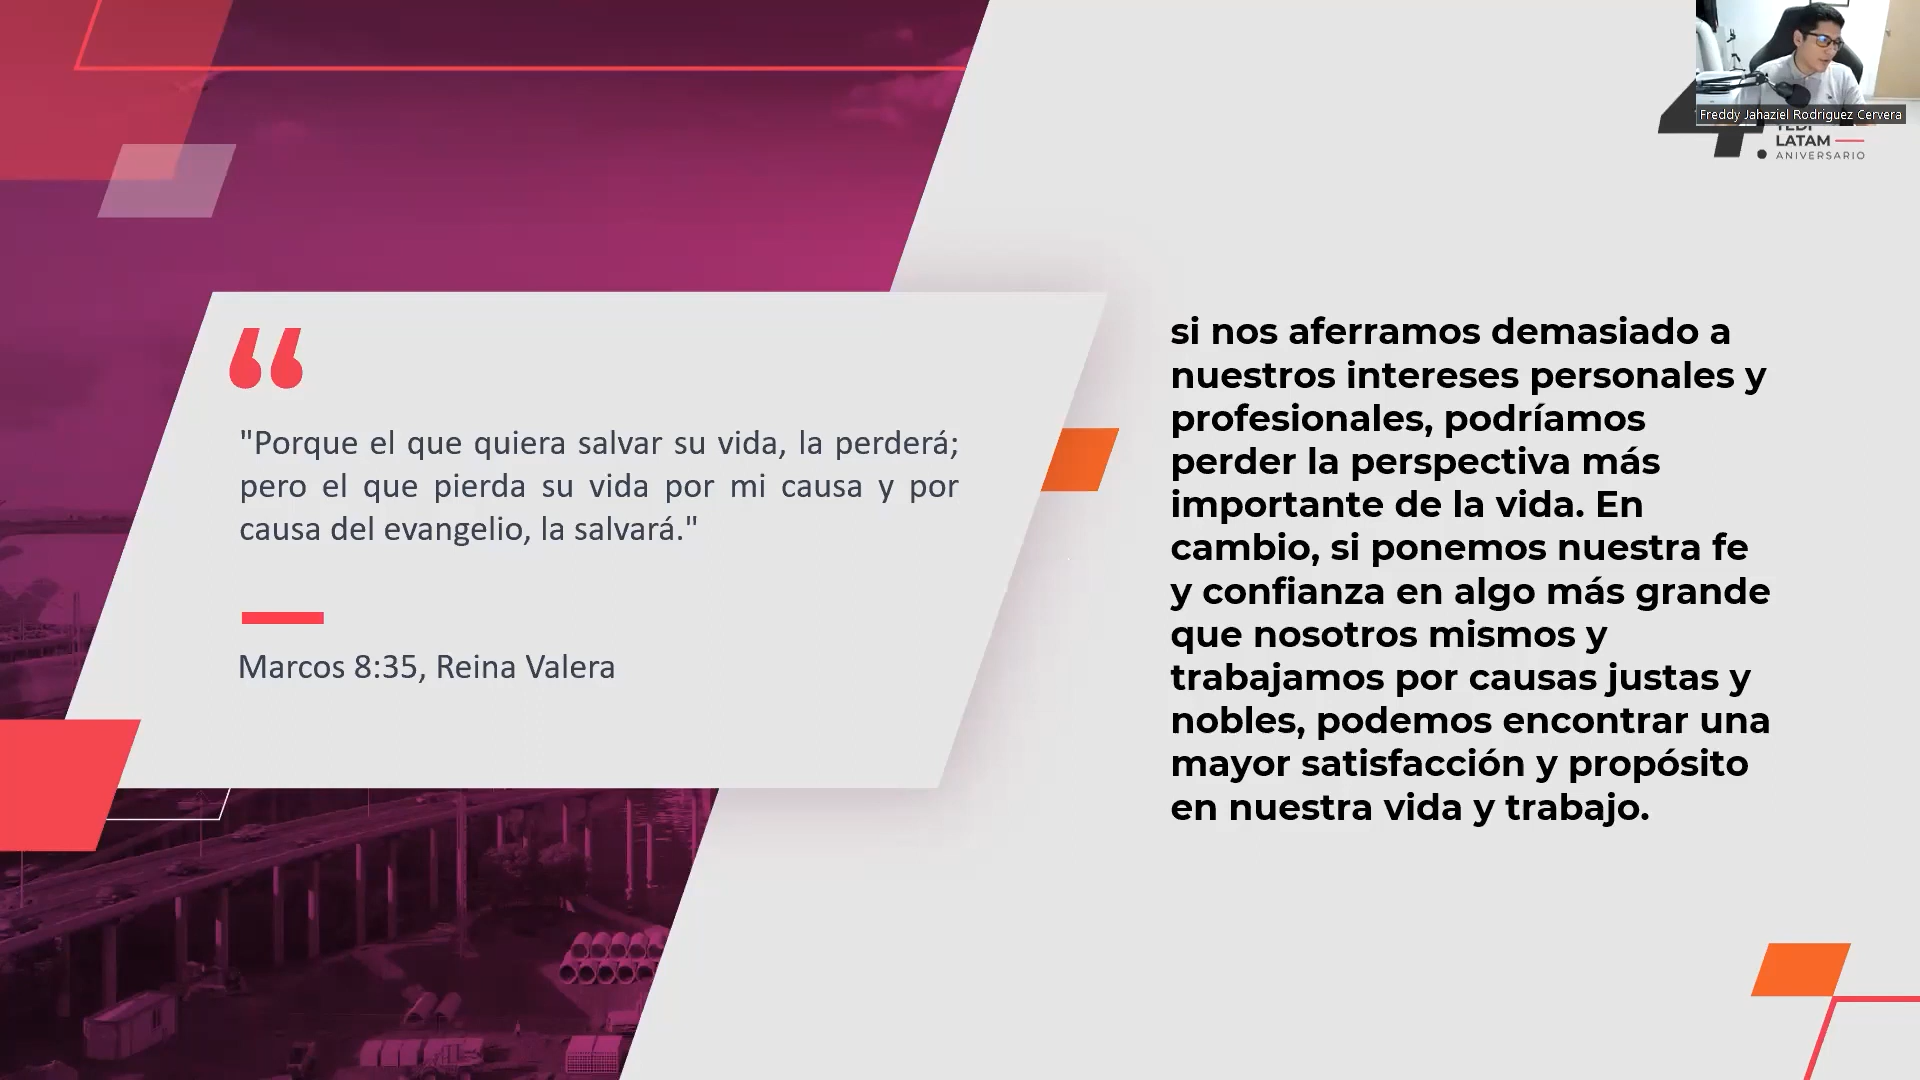 "Porque el que quiera salvar su vida, la perderá;
pero el que pierda su vida por mi causa y por
causa del evangelio, la salvará."
Marcos 8:35, Reina Valera
si nos aferramos demasiado a
nuestros intereses personales y
profesionales, podríamos
perder la perspectiva más
importante de la vida. En
cambio, si ponemos nuestra fe
y confianza en algo más grande
que nosotros mismos y
trabajamos por causas justas y
nobles, podemos encontrar una
mayor satisfacción y propósito
en nuestra vida y trabajo.
Freddy Jahaziel Rodriguez Cervera
4.
LATAM
ANIVERSARIO